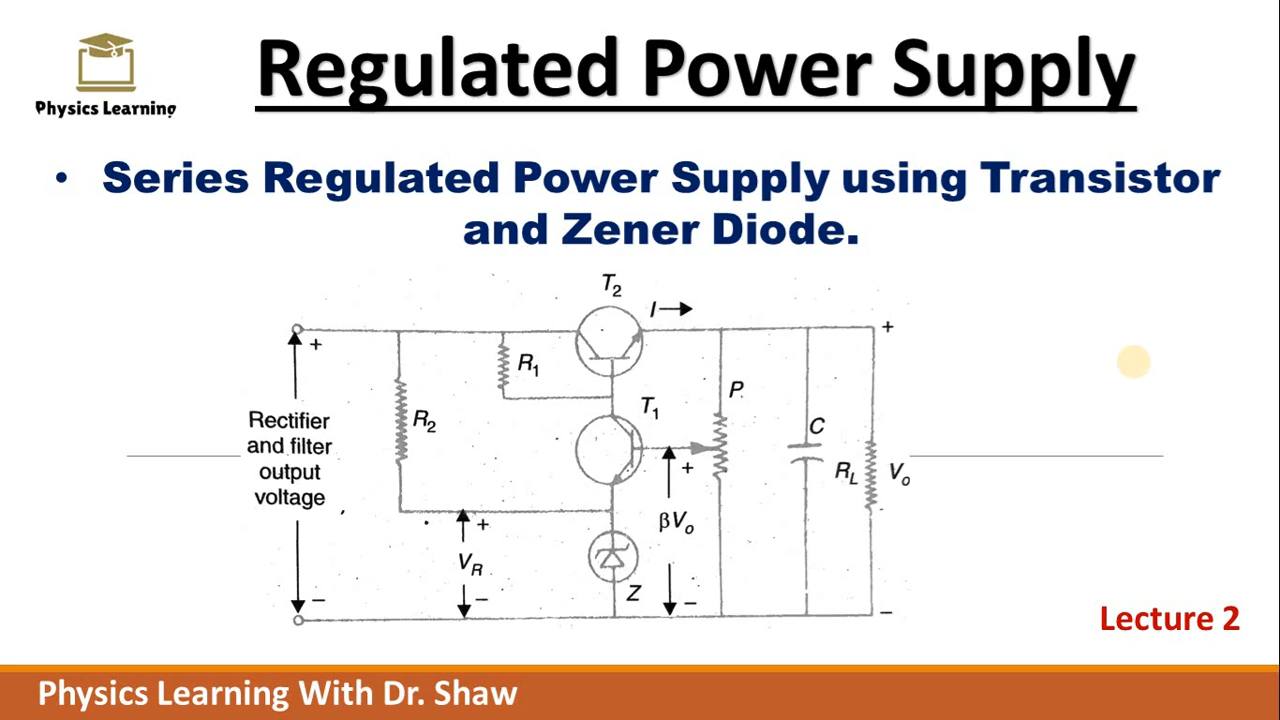 Physics Learning
Regulated Power Supply
• Series Regulated Power Supply using Transistor
and Zener Diode.
T2
I
+
+
R1
P
T1
R2
C
Rectifier
and filter
output
voltage
+
RL
Vo
+
βVo
VR
Z
−
−
−
−
Lecture 2
Physics Learning With Dr. Shaw